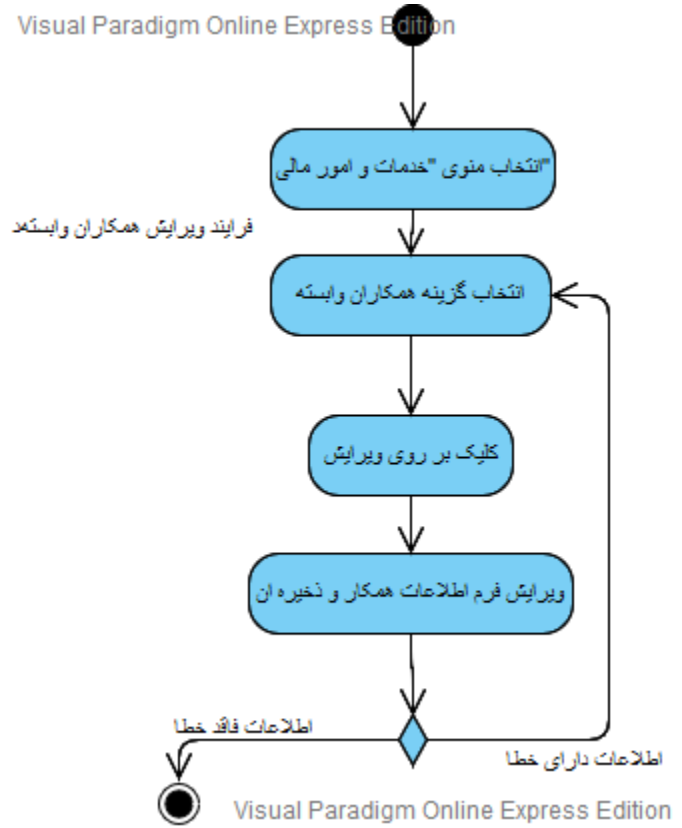 Visual Paradigm Online Express Edition
انتخاب منوی "خدمات و امور مالی"
فرایند ویرایش همکاران وابستهد
انتخاب گزینه همکاران وابسته
کلیک بر روی ویرایش
ویرایش فرم اطلاعات همکار و ذخیره ان
اطلاعات فاقد خطا
اطلاعات دارای خطا
Visual Paradigm Online Express Edition